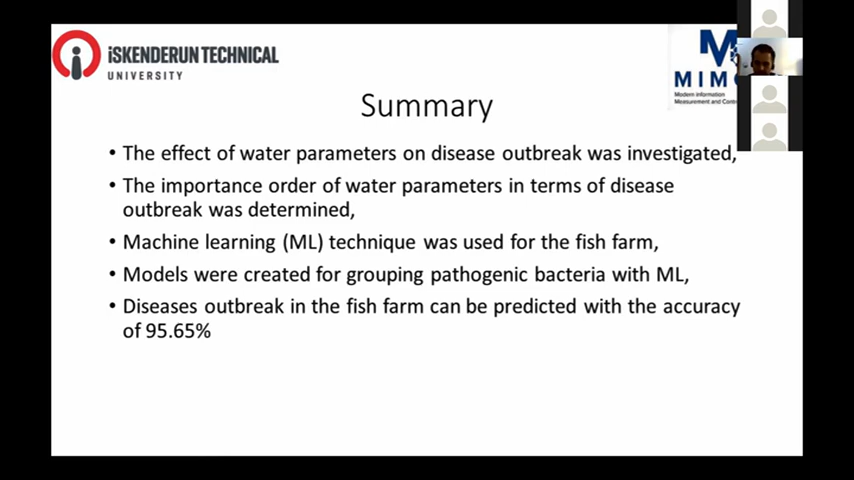 İSKENDERUN TECHNICAL
UNIVERSITY
Modern Information
Measurement and
Summary
• The effect of water parameters on disease outbreak was investigated,
• The importance order of water parameters in terms of disease
outbreak was determined,
• Machine learning (ML) technique was used for the fish farm,
• Models were created for grouping pathogenic bacteria with ML,
• Diseases outbreak in the fish farm can be predicted with the accuracy
of 95.65%